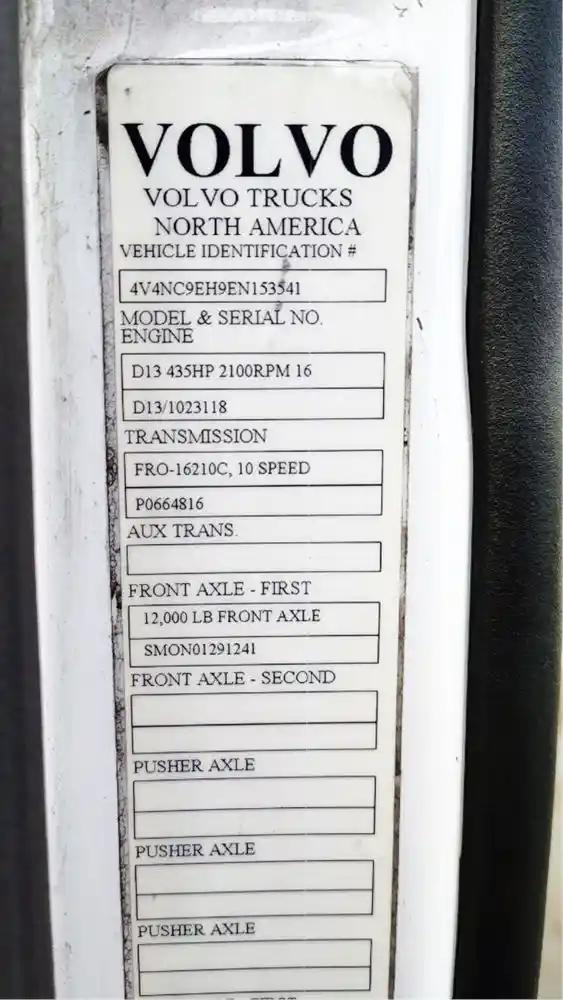 VOLVO
VOLVO TRUCKS
NORTH AMERICA
VEHICLE IDENTIFICATION #
4V4NC9EH9EN153541
MODEL & SERIAL NO.
ENGINE
D13 435HP 2100RPM 16
D13/1023118
TRANSMISSION
FRO-16210C, 10 SPEED
P0664816
AUX TRANS.
FRONT AXLE - FIRST
12,000 LB FRONT AXLE
SMON01291241
FRONT AXLE - SECOND
PUSHER AXLE
PUSHER AXLE
PUSHER AXLE